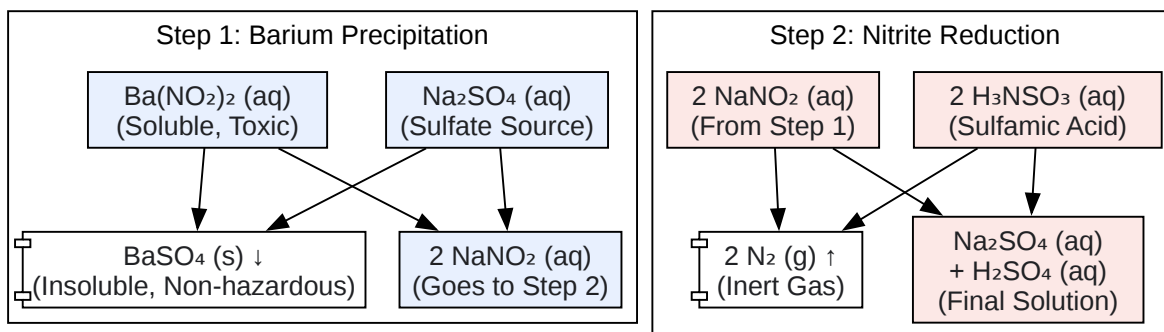 Step 1: Barium Precipitation
Ba(NO₂)₂ (aq)
(Soluble, Toxic)
Na₂SO₄ (aq)
(Sulfate Source)
BaSO₄ (s) ↓
(Insoluble, Non-hazardous)
2 NaNO₂ (aq)
(Goes to Step 2)
Step 2: Nitrite Reduction
2 NaNO₂ (aq)
(From Step 1)
2 H₃NSO₃ (aq)
(Sulfamic Acid)
2 N₂ (g) ↑
(Inert Gas)
Na₂SO₄ (aq)
+ H₂SO₄ (aq)
(Final Solution)